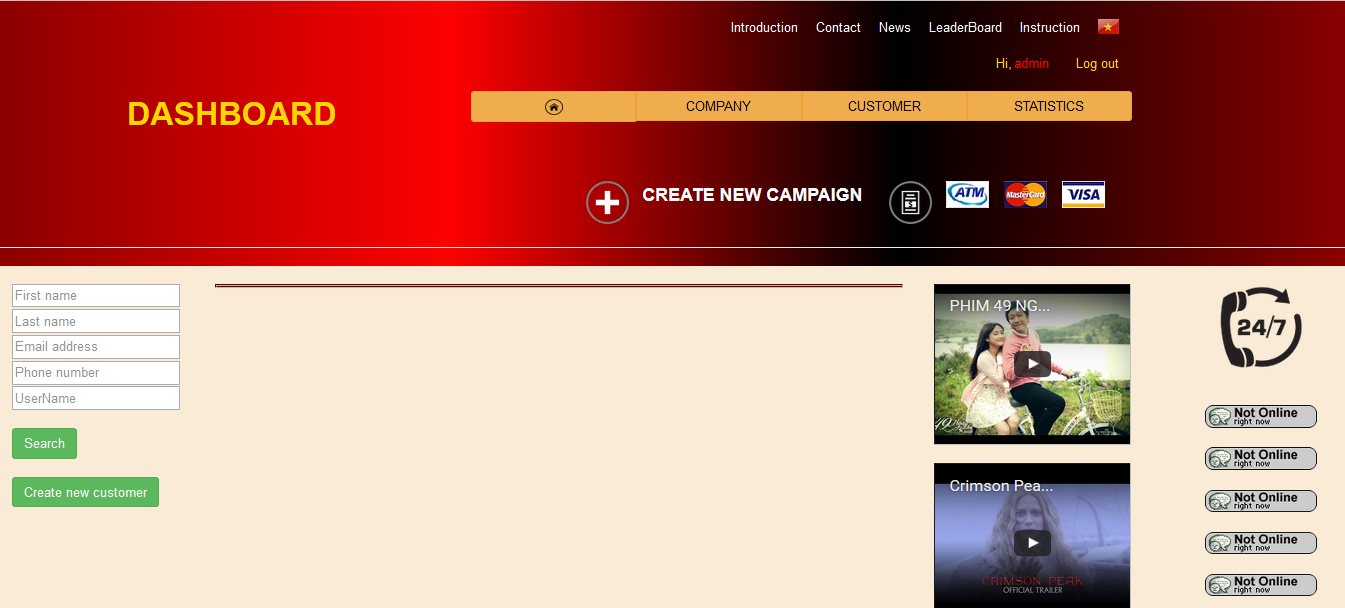 Introduction Contact News LeaderBoard Instruction
Hi, admin Log out
DASHBOARD
COMPANY CUSTOMER STATISTICS
CREATE NEW CAMPAIGN
ATM MasterCard VISA
First name
Last name
Email address
Phone number
UserName
Search
Create new customer
PHIM 49 NG...
Crimson Pea...
CRIMSON PEAK
OFFICIAL TRAILER
24/7
Not Online
right now
Not Online
right now
Not Online
right now
Not Online
right now
Not Online
right now